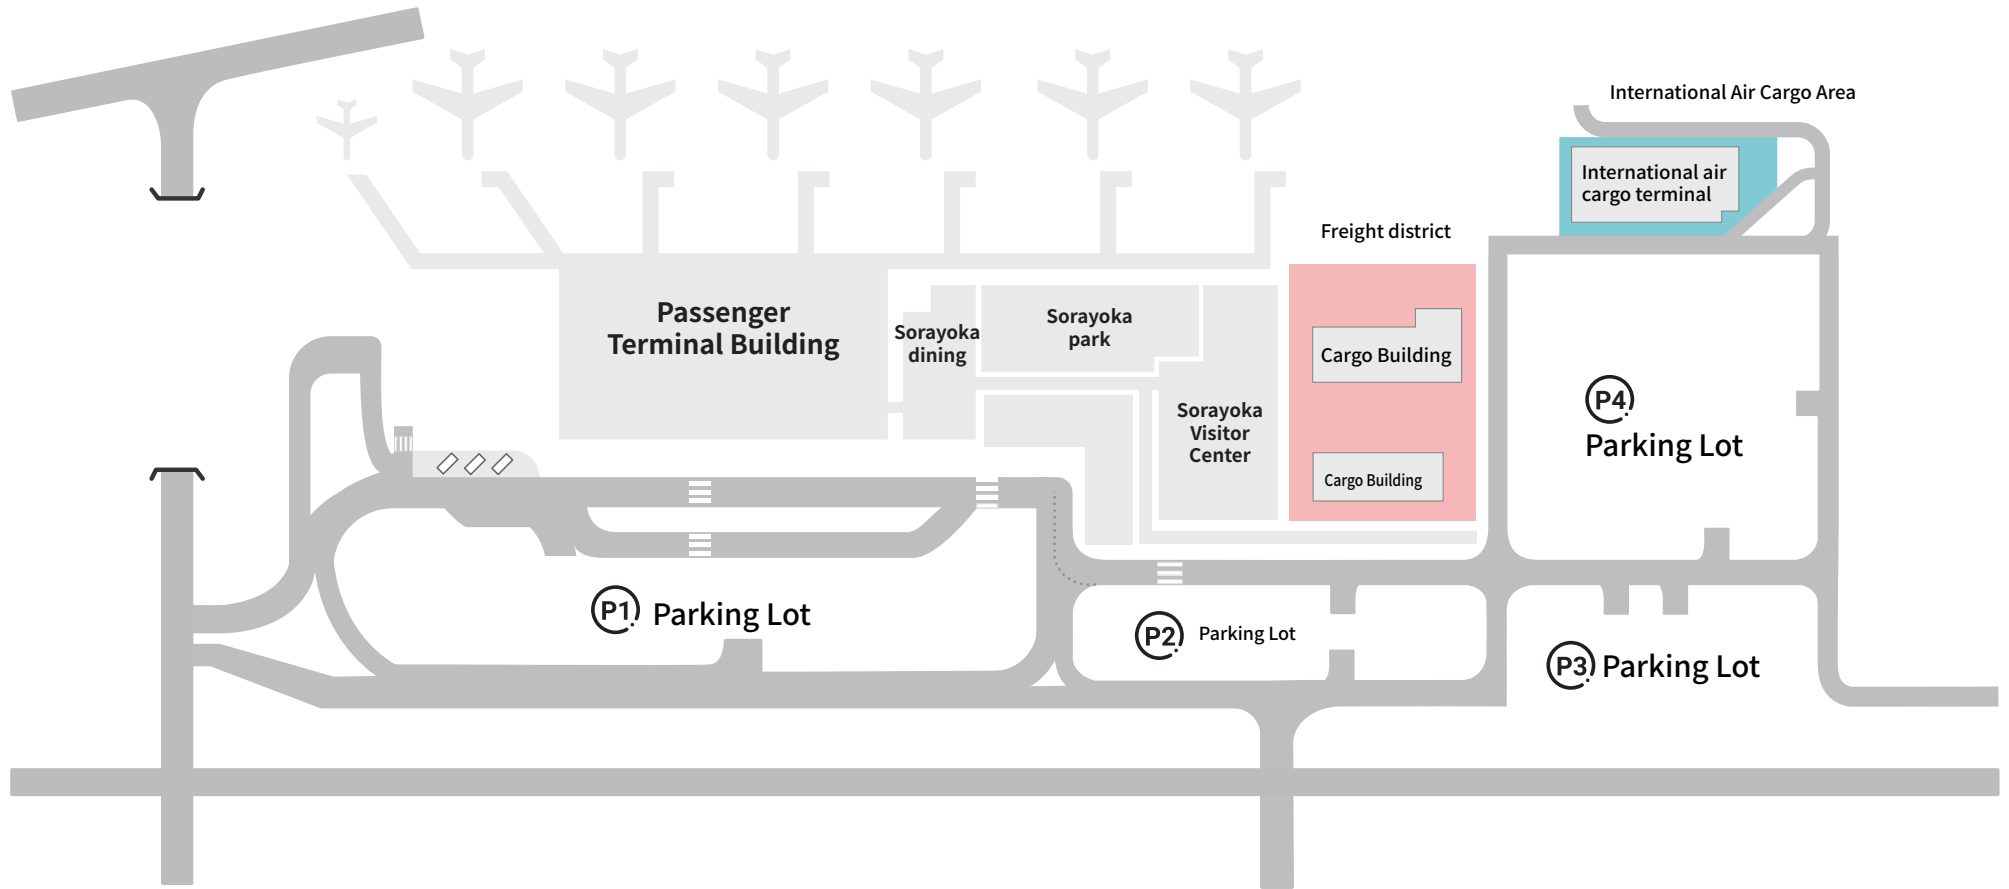 International Air Cargo Area
International air
cargo terminal
Freight district
Passenger
Terminal Building
Sorayoka
dining
Sorayoka
park
Cargo Building
Sorayoka
Visitor
Center
Cargo Building
P4
Parking Lot
P1 Parking Lot
P2 Parking Lot
P3 Parking Lot